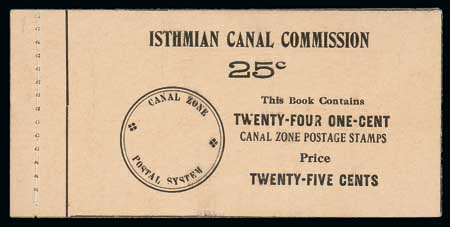 ISTHMIAN CANAL COMMISSION
25c
This Book Contains
TWENTY-FOUR ONE-CENT
CANAL ZONE POSTAGE STAMPS
Price
TWENTY-FIVE CENTS
CANAL ZONE
POSTAL SYSTEM